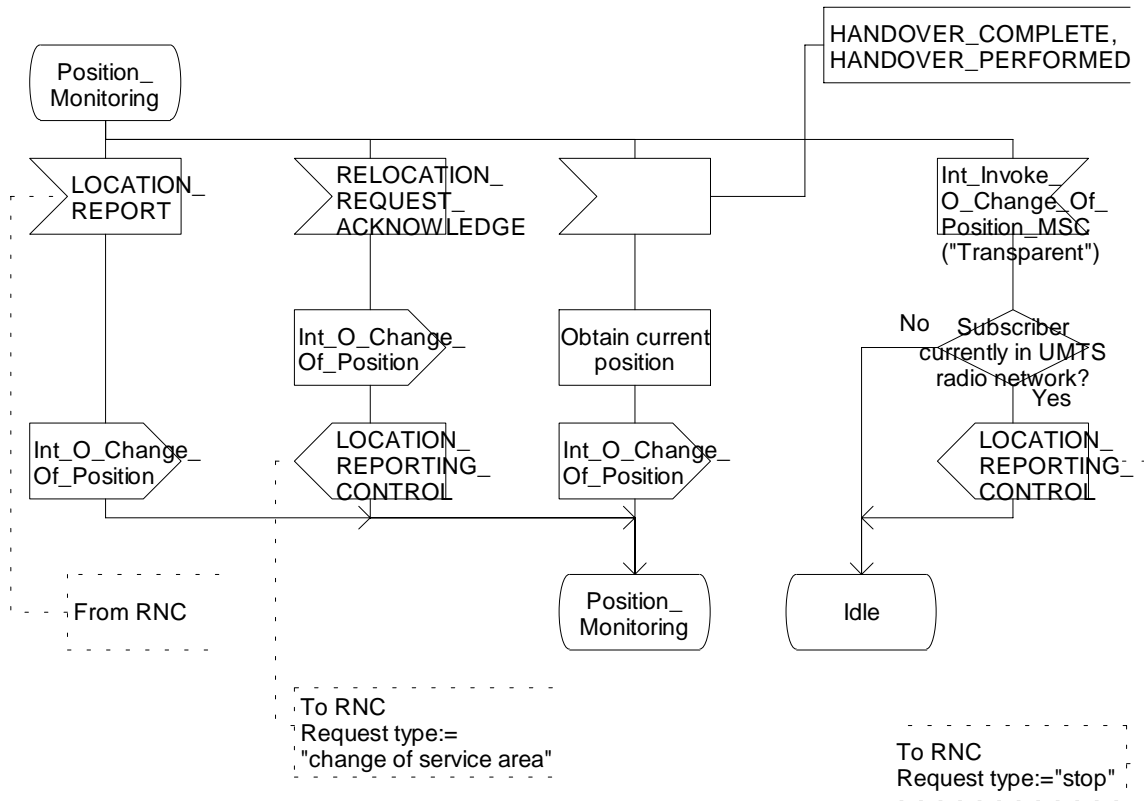 HANDOVER_COMPLETE,
HANDOVER_PERFORMED
Position_
Monitoring
LOCATION_
REPORT
RELOCATION_
REQUEST_
ACKNOWLEDGE
Int_Invoke_
O_Change_Of_
Position_MSC
("Transparent")
Int_O_Change_
Of_Position
Obtain current
position
No
Subscriber
currently in UMTS
radio network?
Yes
Int_O_Change_
Of_Position
LOCATION_
REPORTING_
CONTROL
Int_O_Change_
Of_Position
LOCATION_
REPORTING_
CONTROL
From RNC
Position_
Monitoring
Idle
To RNC
Request type:=
"change of service area"
To RNC
Request type:="stop"